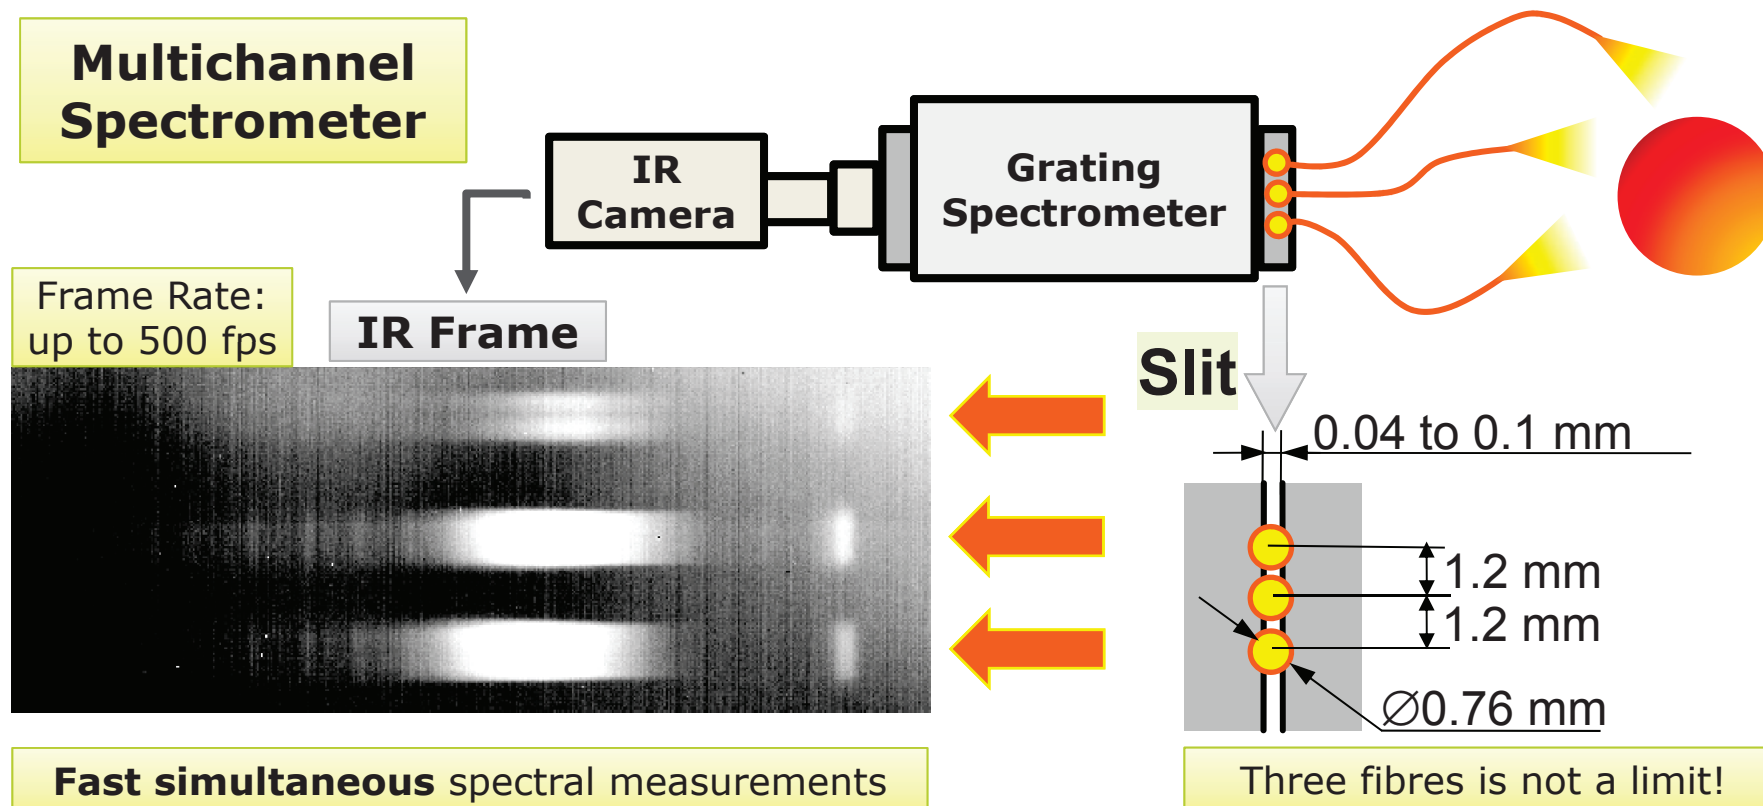 Multichannel
Spectrometer
IR
Camera
Grating
Spectrometer
Frame Rate:
up to 500 fps
IR Frame
Slit
0.04 to 0.1 mm
1.2 mm
1.2 mm
∅0.76 mm
Fast simultaneous spectral measurements
Three fibres is not a limit!